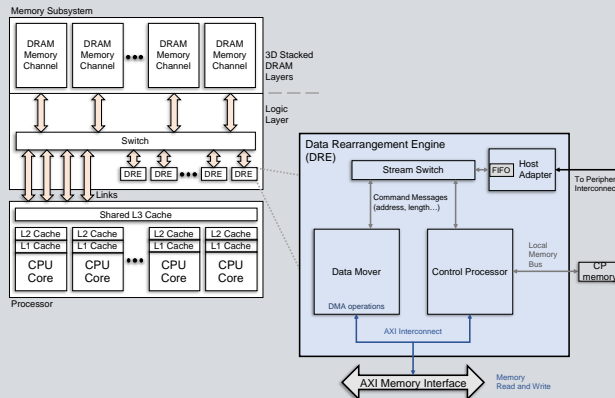 Memory Subsystem
DRAM
Memory
Channel
DRAM
Memory
Channel
DRAM
Memory
Channel
DRAM
Memory
Channel
3D Stacked
DRAM
Layers
Logic
Layer
Switch
DRE
DRE
DRE
DRE
Links
Shared L3 Cache
L2 Cache
L1 Cache
CPU
Core
L2 Cache
L1 Cache
CPU
Core
L2 Cache
L1 Cache
CPU
Core
L2 Cache
L1 Cache
CPU
Core
Processor
Data Rearrangement Engine
(DRE)
Stream Switch
FIFO
Host
Adapter
To Peripheral
Interconnect
Command Messages
(address, length...)
Data Mover
DMA operations
Control Processor
Local
Memory
Bus
CP
memory
AXI Interconnect
AXI Memory Interface
Memory
Read and Write